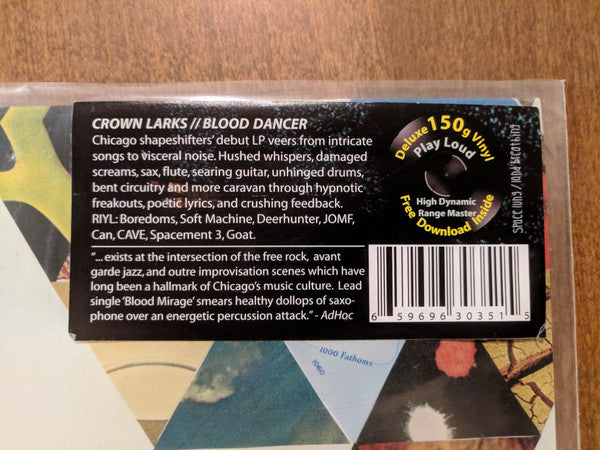 CROWN LARKS // BLOOD DANCER
Chicago shapeshifters' debut LP veers from intricate
songs to visceral noise. Hushed whispers, damaged
screams, sax, flute, searing guitar, unhinged drums,
bent circuitry and more caravan through hypnotic
freakouts, poetic lyrics, and crushing feedback.
RIYL: Boredoms, Soft Machine, Deerhunter, JOMF,
Can, CAVE, Spacement 3, Goat.
"... exists at the intersection of the free rock, avant
garde jazz, and outre improvisation scenes which have
long been a hallmark of Chicago's music culture. Lead
single 'Blood Mirage' smears healthy dollops of saxo-
phone over an energetic percussion attack." - AdHoc
Deluxe 150g Vinyl
Play Loud
High Dynamic
Range Master
Free Download Inside
space lung /
6 59696 30351 5
1000 Fathoms
1060